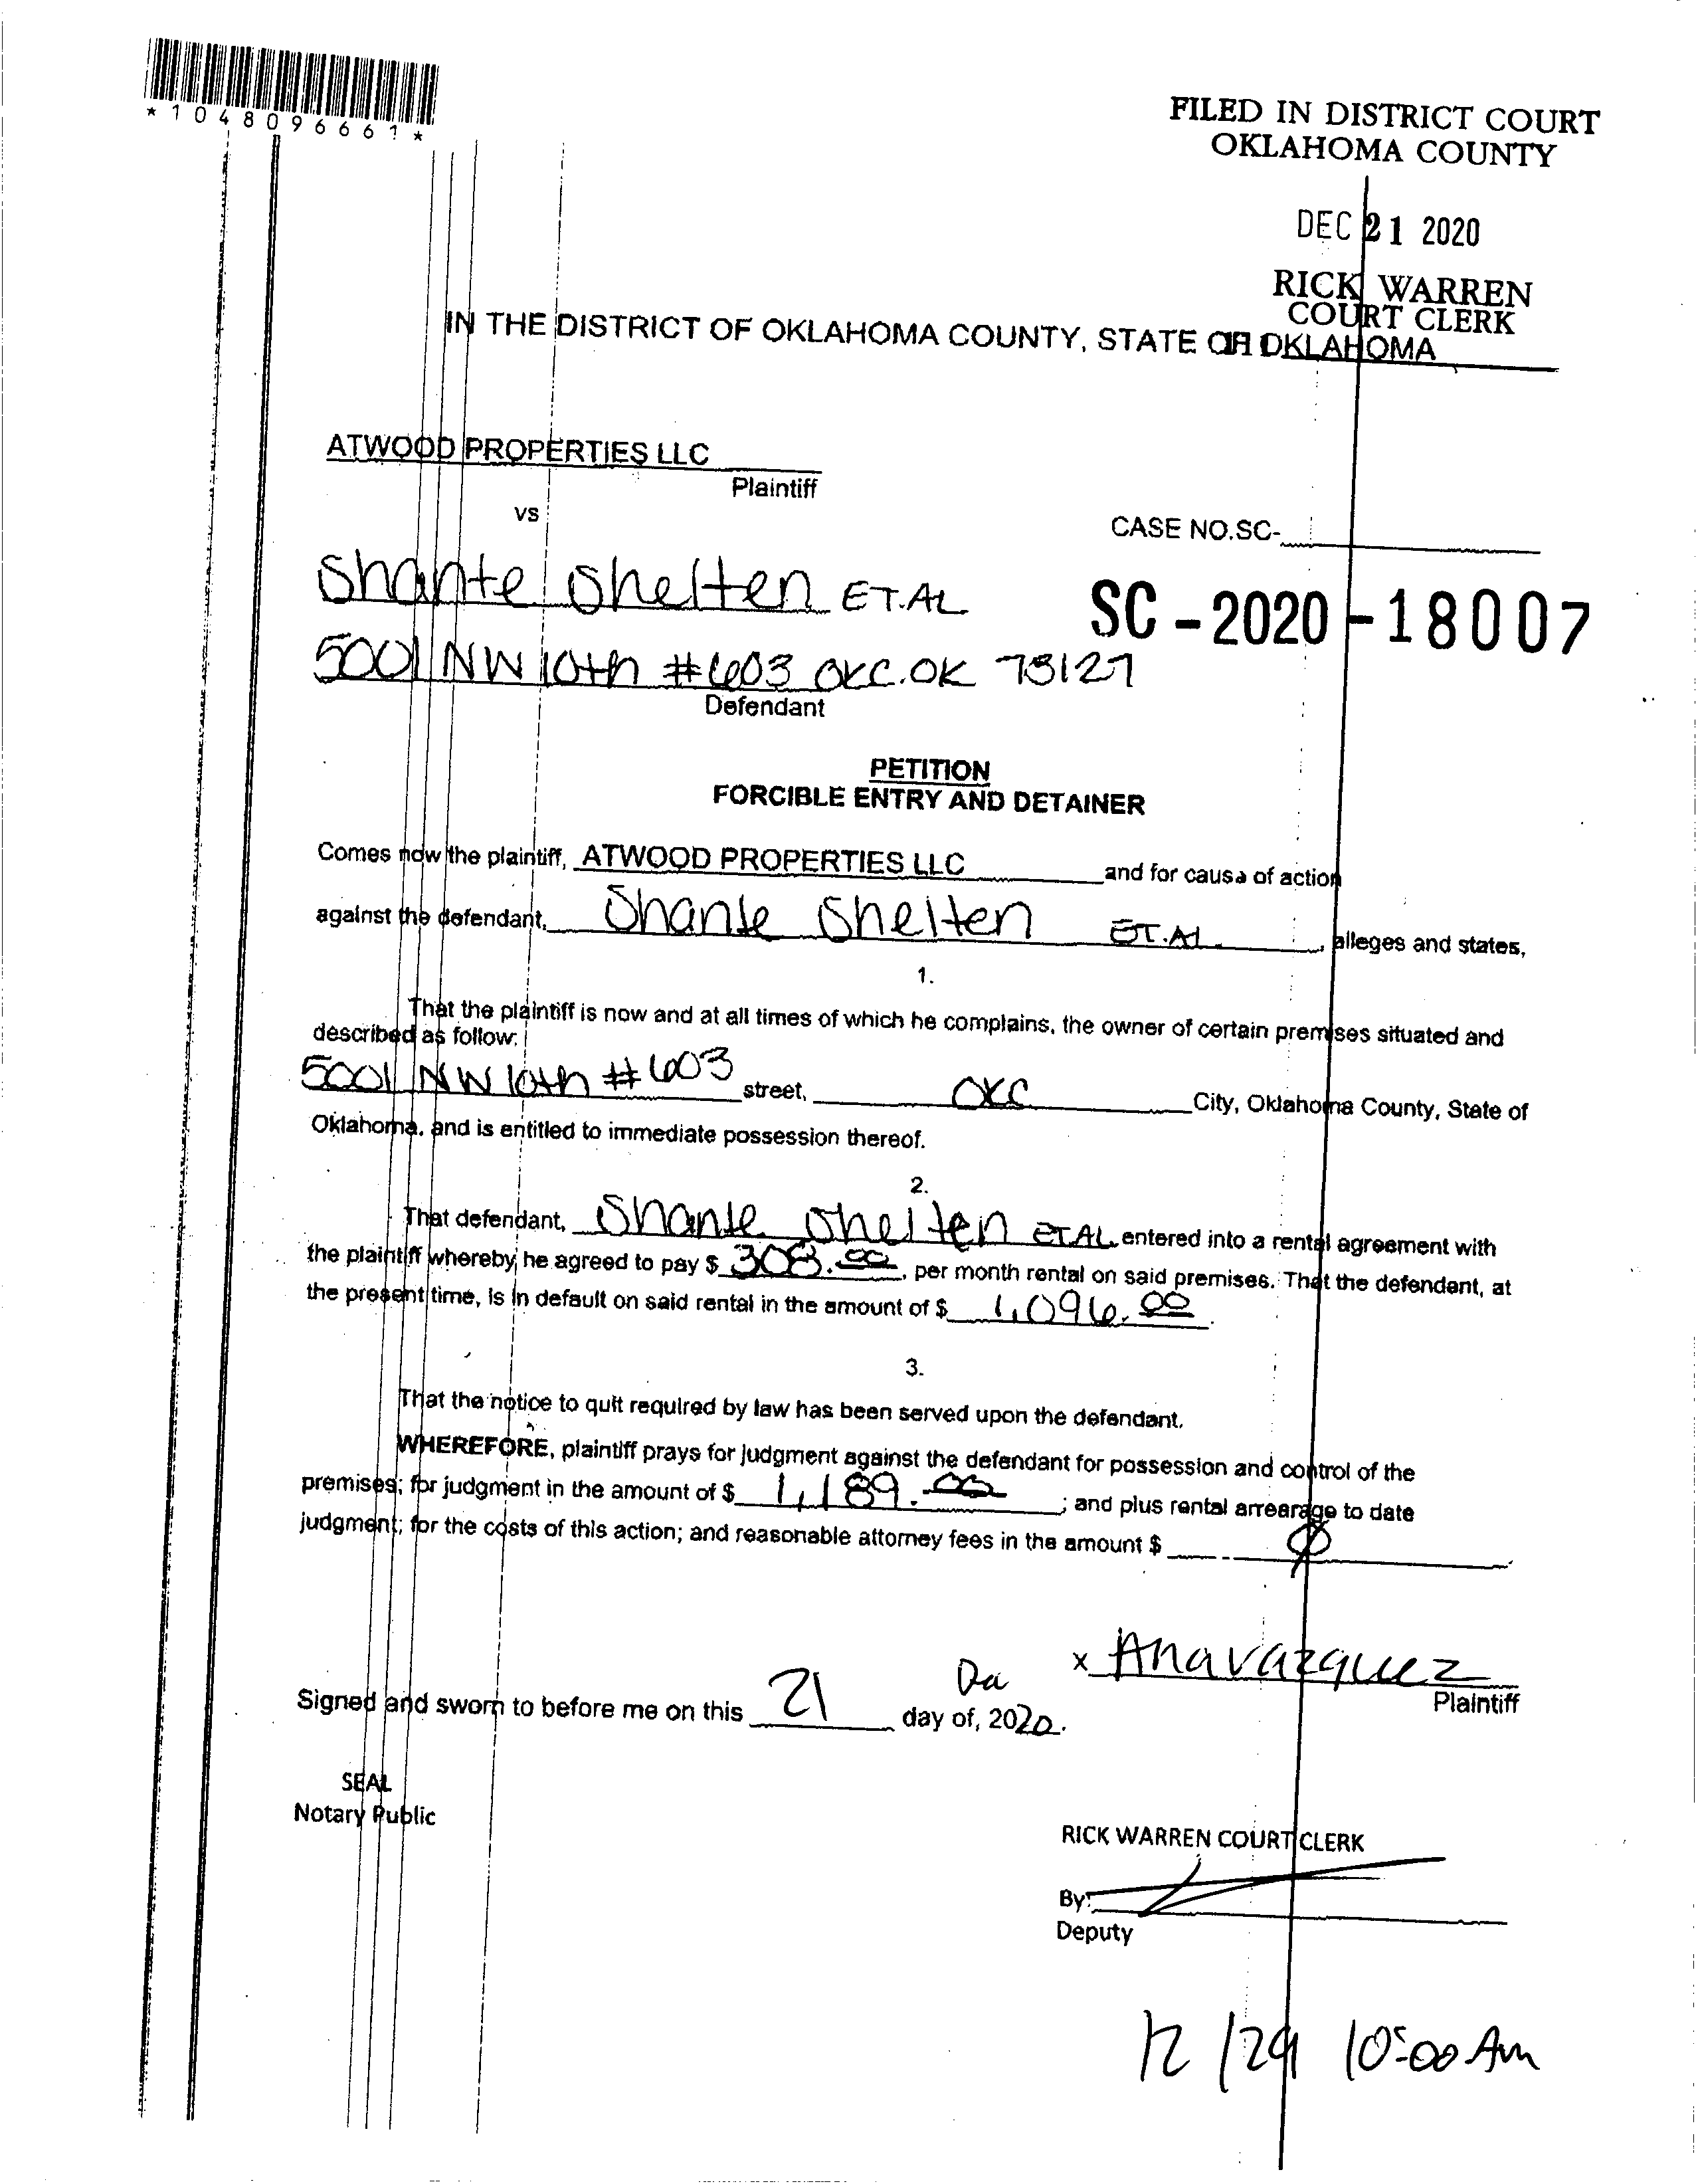 *1048096661*
FILED IN DISTRICT COURT
OKLAHOMA COUNTY
DEC 21 2020
RICK WARREN
COURT CLERK
IN THE DISTRICT OF OKLAHOMA COUNTY, STATE OF OKLAHOMA
ATWOOD PROPERTIES LLC
Plaintiff
vs
CASE NO.SC-
Shante Shelten ET.AL
SC-2020-18007
5001 NW 10th #603 OKC.OK 73127
Defendant
PETITION
FORCIBLE ENTRY AND DETAINER
Comes now the plaintiff, ATWOOD PROPERTIES LLC and for causa of action
against the defendant, Shante Shelten ET.Al , alleges and states,
1.
That the plaintiff is now and at all times of which he complains, the owner of certain premises situated and
described as follow:
5001 NW 10th #603 street, OKC City, Oklahoma County, State of
Oklahoma, and is entitled to immediate possession thereof.
2.
That defendant, Shante Shelten ET.AL entered into a rental agreement with
the plaintiff whereby he agreed to pay $ 308.00, per month rental on said premises. That the defendant, at
the present time, is in default on said rental in the amount of $ 1,096.00.
3.
That the notice to quit required by law has been served upon the defendant.
WHEREFORE, plaintiff prays for judgment against the defendant for possession and control of the
premises; for judgment in the amount of $ 1,189.00 ; and plus rental arrearage to date
judgment; for the costs of this action; and reasonable attorney fees in the amount $ Ø
x Ana Vazquez
Plaintiff
Signed and sworn to before me on this 21 day of, 2020.
SEAL
Notary Public
RICK WARREN COURT CLERK
By:
Deputy
12/29 10:00 Am